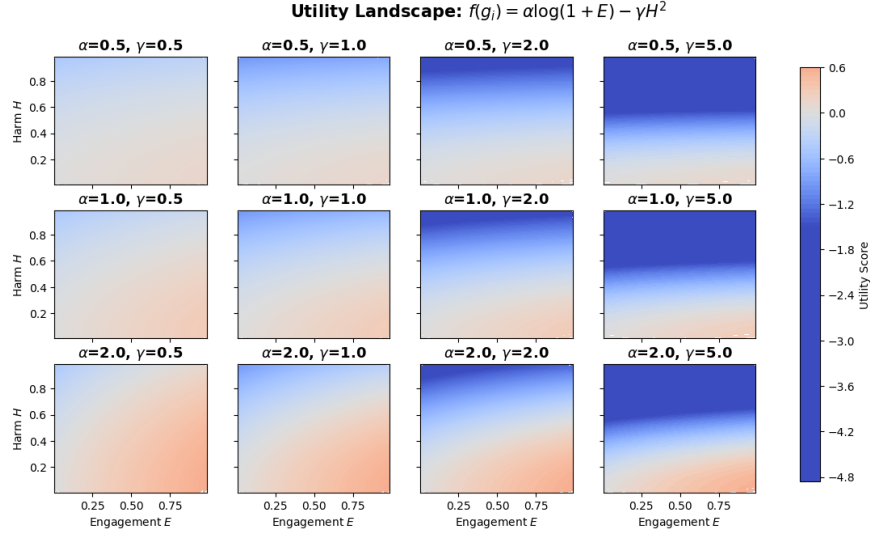 Utility Landscape: f(g_i) = αlog(1 + E) − γH²
α=0.5, γ=0.5
α=0.5, γ=1.0
α=0.5, γ=2.0
α=0.5, γ=5.0
Harm H
0.8
0.6
0.4
0.2
α=1.0, γ=0.5
α=1.0, γ=1.0
α=1.0, γ=2.0
α=1.0, γ=5.0
Harm H
0.8
0.6
0.4
0.2
α=2.0, γ=0.5
α=2.0, γ=1.0
α=2.0, γ=2.0
α=2.0, γ=5.0
Harm H
0.8
0.6
0.4
0.2
0.25 0.50 0.75
0.25 0.50 0.75
0.25 0.50 0.75
0.25 0.50 0.75
Engagement E
Engagement E
Engagement E
Engagement E
0.6
0.0
−0.6
−1.2
−1.8
−2.4
−3.0
−3.6
−4.2
−4.8
Utility Score